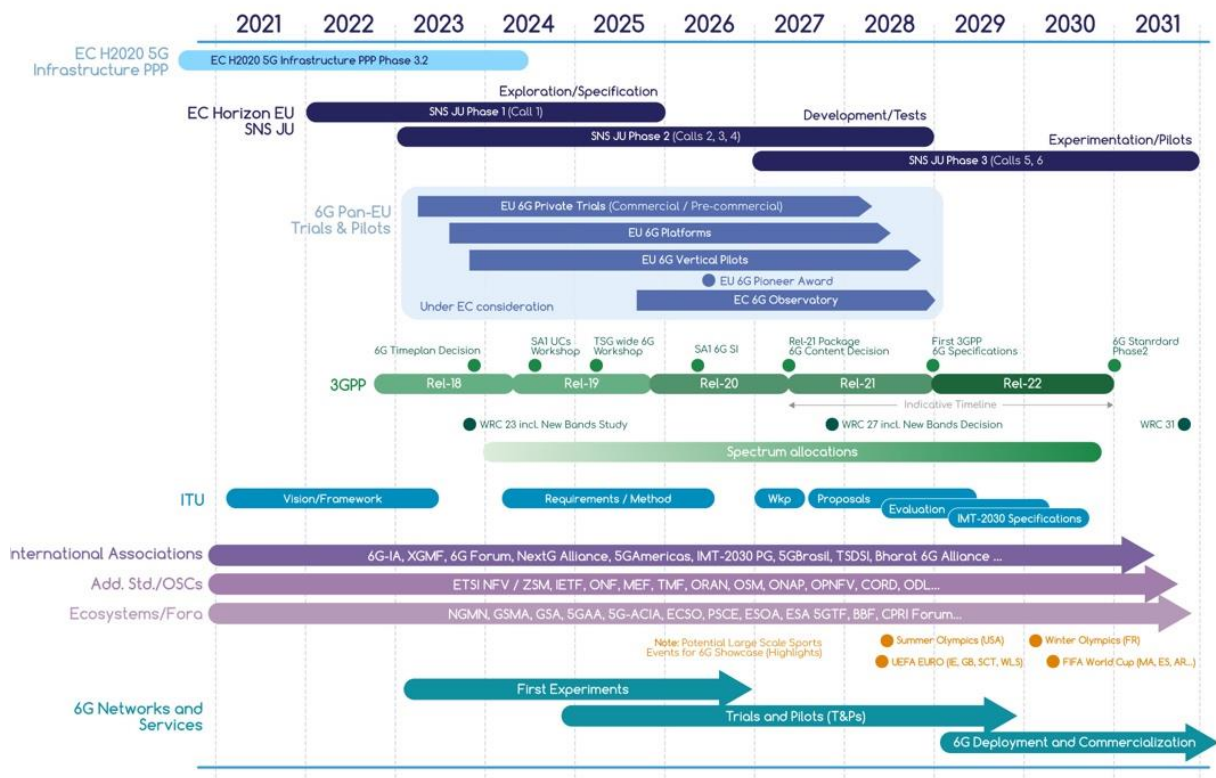 2021 2022 2023 2024 2025 2026 2027 2028 2029 2030 2031
EC H2020 5G
Infrastructure PPP
EC H2020 5G Infrastructure PPP Phase 3.2
Exploration/Specification
EC Horizon EU
SNS JU
SNS JU Phase 1 (Call 1)
Development/Tests
SNS JU Phase 2 (Calls 2, 3, 4)
Experimentation/Pilots
SNS JU Phase 3 (Calls 5, 6
6G Pan-EU
Trials & Pilots
EU 6G Private Trials (Commercial / Pre-commercial)
EU 6G Platforms
EU 6G Vertical Pilots
EU 6G Pioneer Award
Under EC consideration
EC 6G Observatory
6G Timeplan Decision
SA1 UCs
Workshop
TSG wide 6G
Workshop
SA1 6G SI
Rel-21 Package
6G Content Decision
First 3GPP
6G Specifications
6G Stanrdard
Phase2
3GPP
Rel-18
Rel-19
Rel-20
Rel-21
Rel-22
Indicative Timeline
WRC 23 incl. New Bands Study
WRC 27 incl. New Bands Decision
WRC 31
Spectrum allocations
ITU
Vision/Framework
Requirements / Method
Wkp
Proposals
Evaluation
IMT-2030 Specifications
International Associations
6G-IA, XGMF, 6G Forum, NextG Alliance, 5GAmericas, IMT-2030 PG, 5GBrasil, TSDSI, Bharat 6G Alliance ...
Add. Std./OSCs
ETSI NFV / ZSM, IETF, ONF, MEF, TMF, ORAN, OSM, ONAP, OPNFV, CORD, ODL...
Ecosystems/Fora
NGMN, GSMA, GSA, 5GAA, 5G-ACIA, ECSO, PSCE, ESOA, ESA 5GTF, BBF, CPRI Forum...
Note: Potential Large Scale Sports
Events for 6G Showcase (Highlights)
Summer Olympics (USA)
Winter Olympics (FR)
UEFA EURO (IE, GB, SCT, WLS)
FIFA World Cup (MA, ES, AR...)
6G Networks and
Services
First Experiments
Trials and Pilots (T&Ps)
6G Deployment and Commercialization